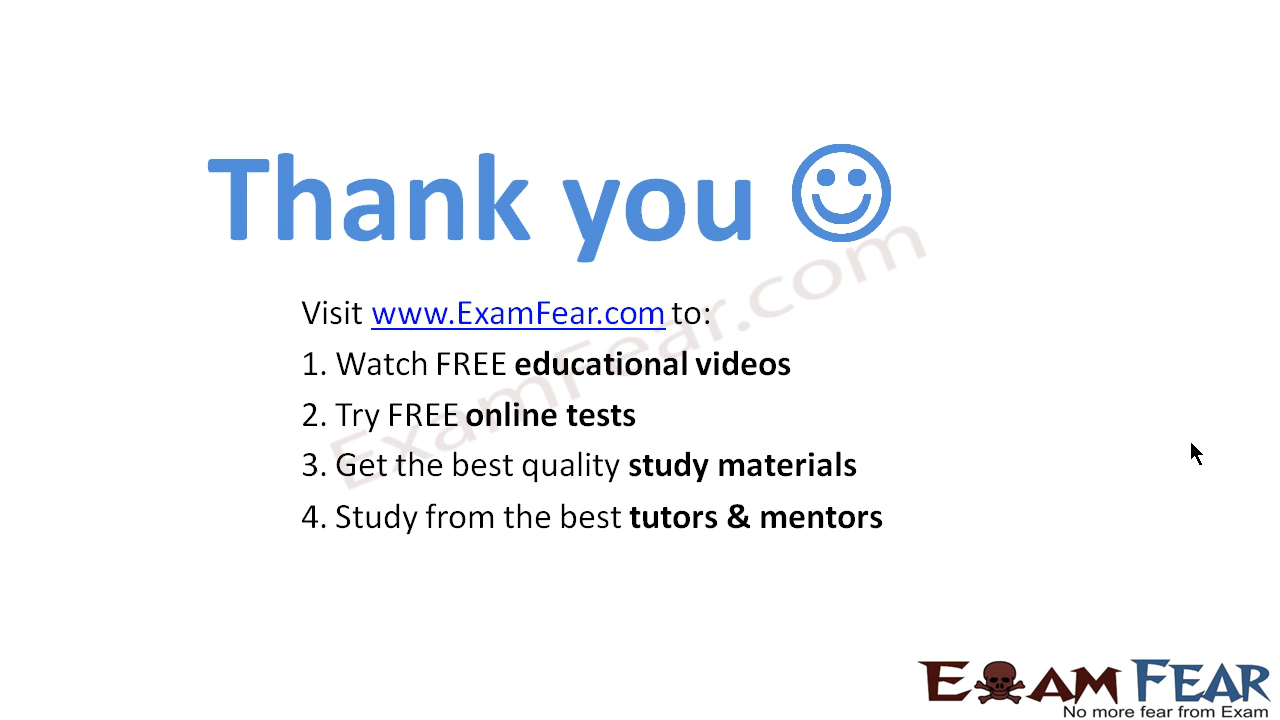 Thank you ☺
Visit www.ExamFear.com to:
1. Watch FREE educational videos
2. Try FREE online tests
3. Get the best quality study materials
4. Study from the best tutors & mentors
ExamFear.com
EXAM FEAR
No more fear from Exam